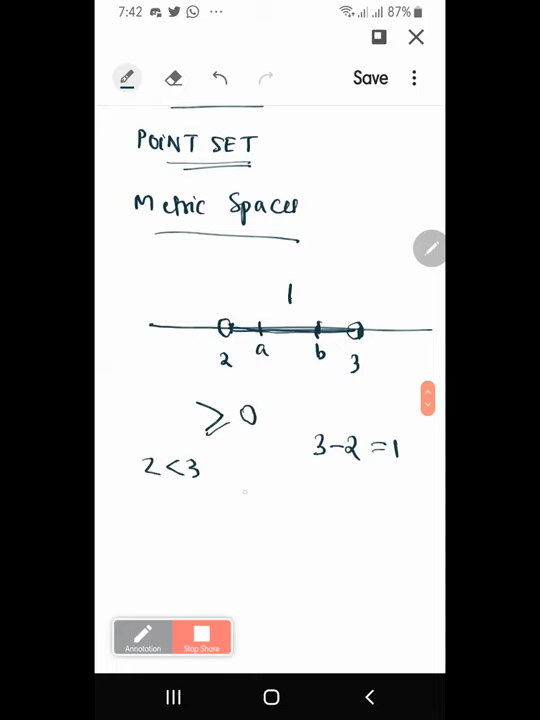 7:42 ... 87%
Save
POINT SET
Metric Spaces
1
2 a b 3
≥ 0
3-2 = 1
2 < 3
Annotation Stop Share